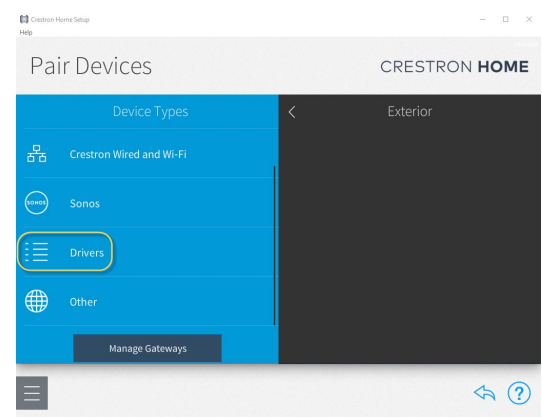 Crestron Home Setup
Help
Pair Devices
CRESTRON HOME
Device Types
Exterior
Crestron Wired and Wi-Fi
SONOS
Sonos
Drivers
Other
Manage Gateways
?